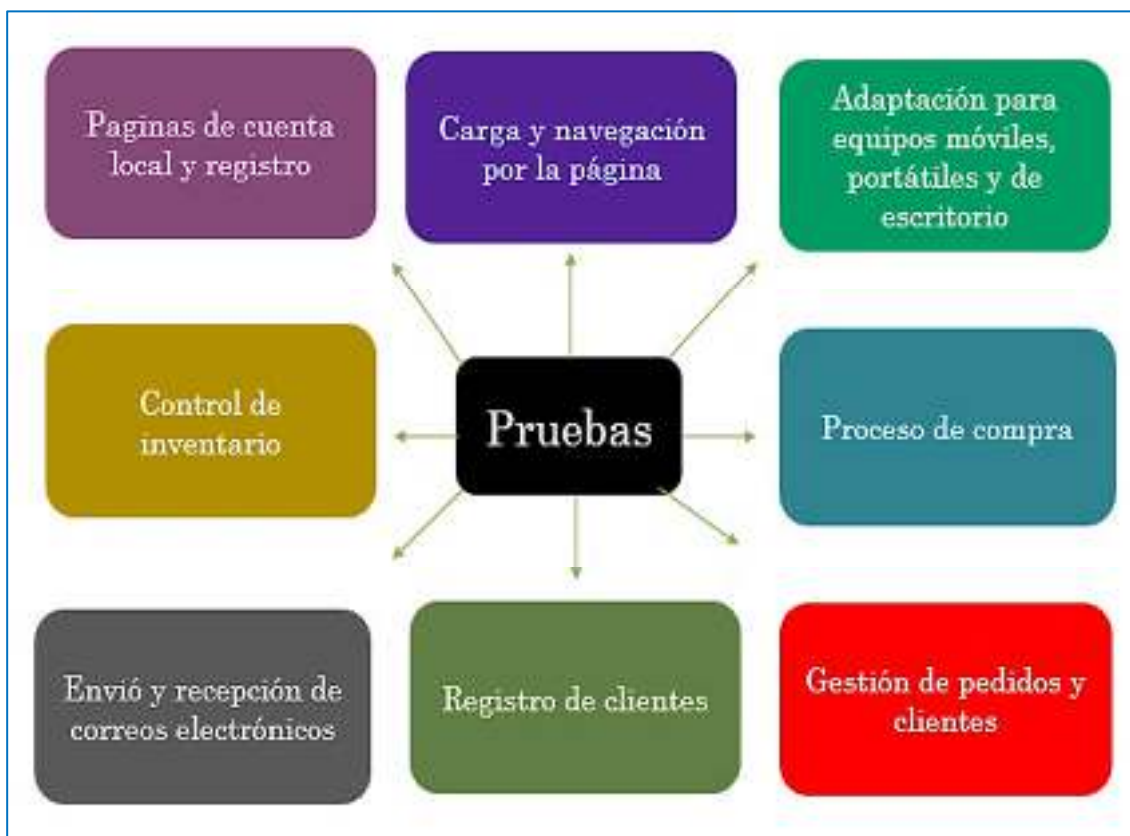 Paginas de cuenta
local y registro
Carga y navegación
por la página
Adaptación para
equipos móviles,
portátiles y de
escritorio
Control de
inventario
Pruebas
Proceso de compra
Envió y recepción de
correos electrónicos
Registro de clientes
Gestión de pedidos y
clientes